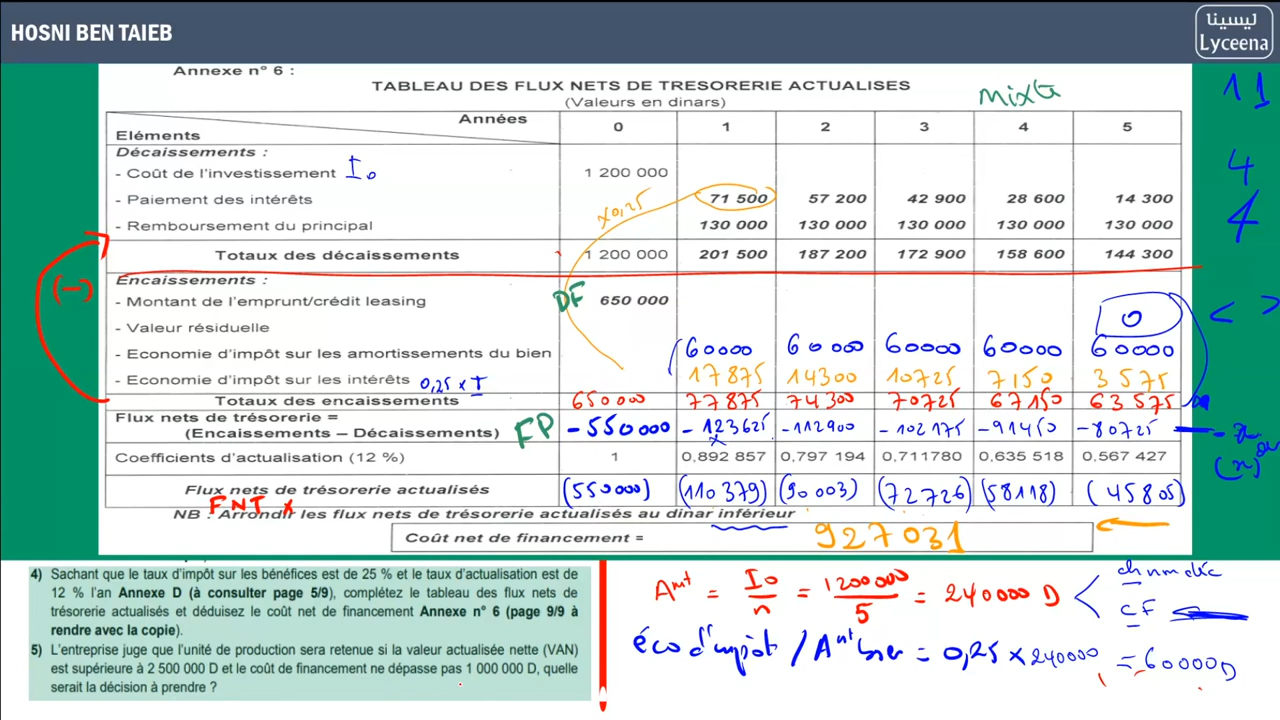 HOSNI BEN TAIEB
ليسينا
Lyceena
Annexe n° 6 :
TABLEAU DES FLUX NETS DE TRESORERIE ACTUALISES
(Valeurs en dinars)
Mixte
11
4
4
< >
Années
Eléments
0 1 2 3 4 5
Décaissements :
- Coût de l'investissement I₀ 1 200 000
- Paiement des intérêts x0,25 71 500 57 200 42 900 28 600 14 300
- Remboursement du principal 130 000 130 000 130 000 130 000 130 000
Totaux des décaissements 1 200 000 201 500 187 200 172 900 158 600 144 300
(-)
Encaissements :
- Montant de l'emprunt/crédit leasing DF 650 000
- Valeur résiduelle 0
- Economie d'impôt sur les amortissements du bien 60000 60 000 60000 60000 60000
- Economie d'impôt sur les intérêts 0,25 x I 17875 14300 10725 7150 3575
Totaux des encaissements 650000 77875 74300 70725 67150 63575
Flux nets de trésorerie =
(Encaissements – Décaissements) FP -550000 -123625 -112900 -102175 -91450 -80725
Coefficients d'actualisation (12 %) 1 0,892 857 0,797 194 0,711780 0,635 518 0,567 427
Flux nets de trésorerie actualisés (550000) (110379) (90003) (72726) (58118) (45805)
FNT x
NB : Arrondir les flux nets de trésorerie actualisés au dinar inférieur
Coût net de financement = 927031
4) Sachant que le taux d'impôt sur les bénéfices est de 25 % et le taux d'actualisation est de
12 % l'an Annexe D (à consulter page 5/9), complétez le tableau des flux nets de
trésorerie actualisés et déduisez le coût net de financement Annexe n° 6 (page 9/9 à
rendre avec la copie).
5) L'entreprise juge que l'unité de production sera retenue si la valeur actualisée nette (VAN)
est supérieure à 2 500 000 D et le coût de financement ne dépasse pas 1 000 000 D, quelle
serait la décision à prendre ?
Amt = I₀/n = 1200000/5 = 240000 D
CF
éco d'impôt / Amt bien = 0,25 x 240000 = 60000D